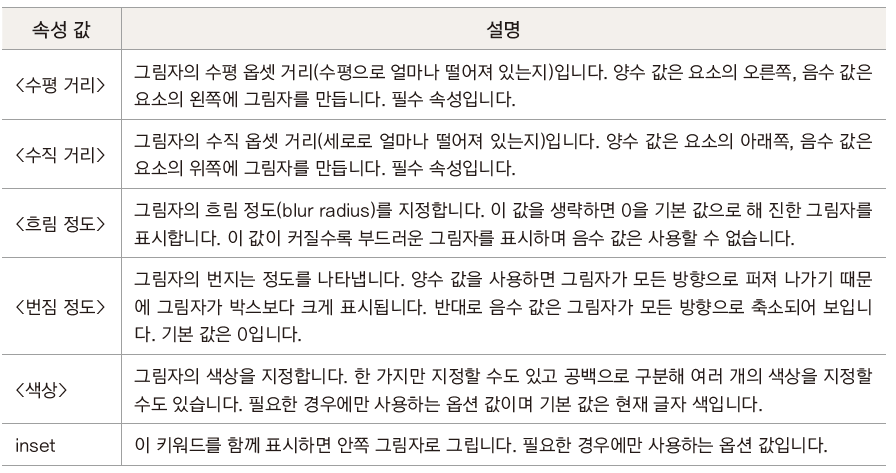 속성 값 설명
<수평 거리> 그림자의 수평 옵셋 거리(수평으로 얼마나 떨어져 있는지)입니다. 양수 값은 요소의 오른쪽, 음수 값은
요소의 왼쪽에 그림자를 만듭니다. 필수 속성입니다.
<수직 거리> 그림자의 수직 옵셋 거리(세로로 얼마나 떨어져 있는지)입니다. 양수 값은 요소의 아래쪽, 음수 값은
요소의 위쪽에 그림자를 만듭니다. 필수 속성입니다.
<흐림 정도> 그림자의 흐림 정도(blur radius)를 지정합니다. 이 값을 생략하면 0을 기본 값으로 해 진한 그림자를
표시합니다. 이 값이 커질수록 부드러운 그림자를 표시하며 음수 값은 사용할 수 없습니다.
<번짐 정도> 그림자의 번지는 정도를 나타냅니다. 양수 값을 사용하면 그림자가 모든 방향으로 퍼져 나가기 때문
에 그림자가 박스보다 크게 표시됩니다. 반대로 음수 값은 그림자가 모든 방향으로 축소되어 보입니
다. 기본 값은 0입니다.
<색상> 그림자의 색상을 지정합니다. 한 가지만 지정할 수도 있고 공백으로 구분해 여러 개의 색상을 지정할
수도 있습니다. 필요한 경우에만 사용하는 옵션 값이며 기본 값은 현재 글자 색입니다.
inset 이 키워드를 함께 표시하면 안쪽 그림자로 그립니다. 필요한 경우에만 사용하는 옵션 값입니다.